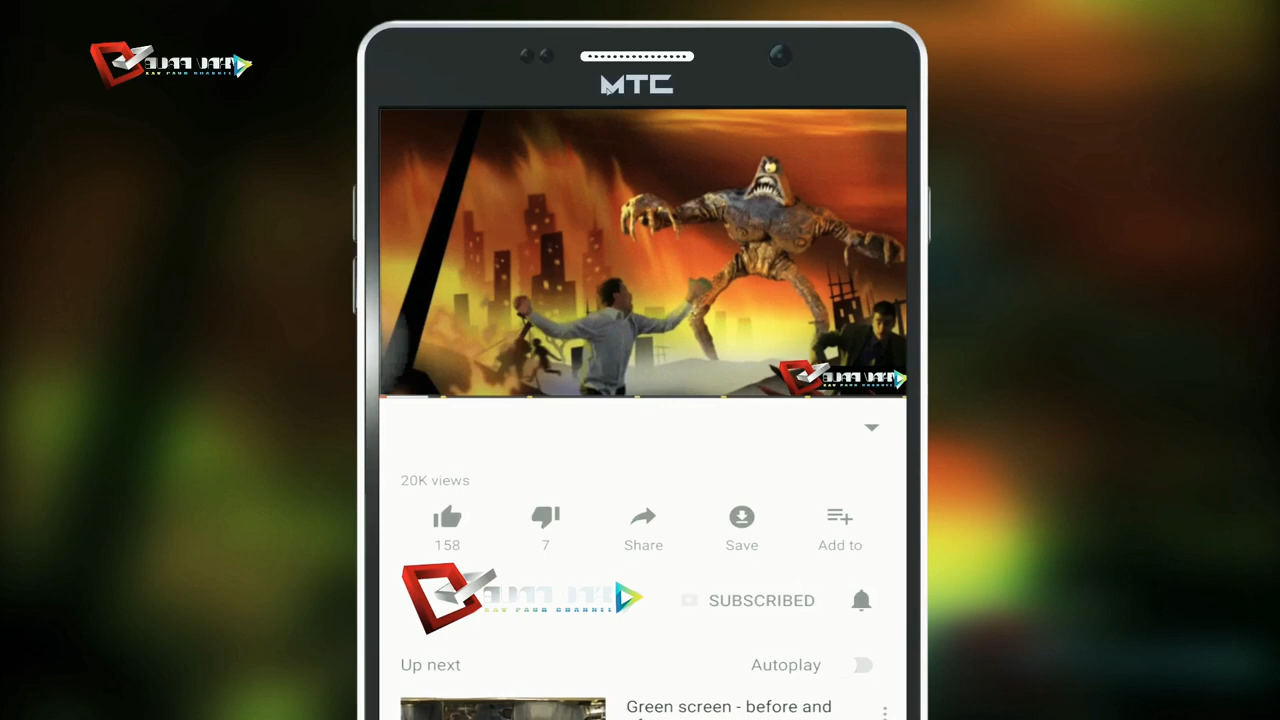 MTC
20K views
158
7
Share
Save
Add to
SUBSCRIBED
Up next
Autoplay
Green screen - before and